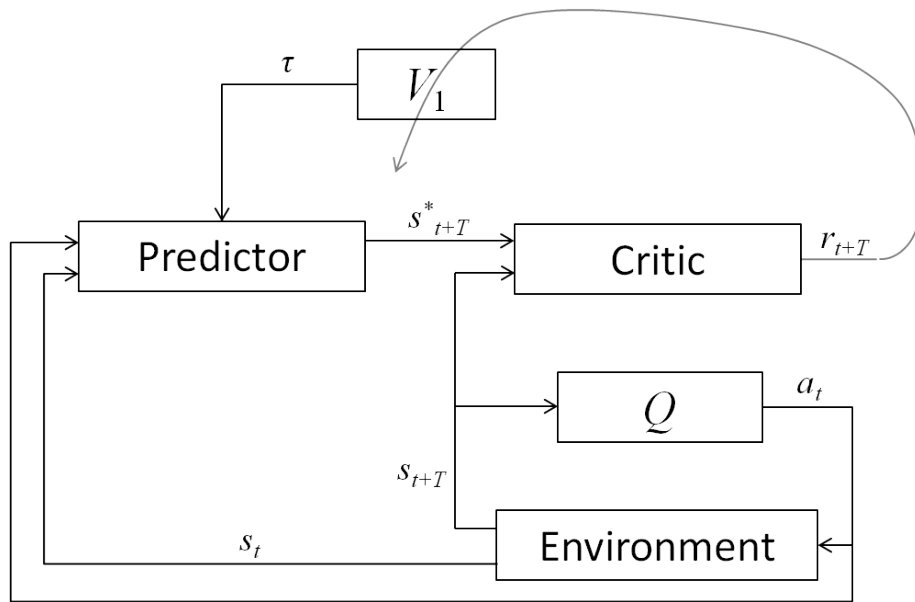 τ
V₁
Predictor
s*ₜ₊T
Critic
rₜ₊T
Q
aₜ
sₜ₊T
Environment
sₜ